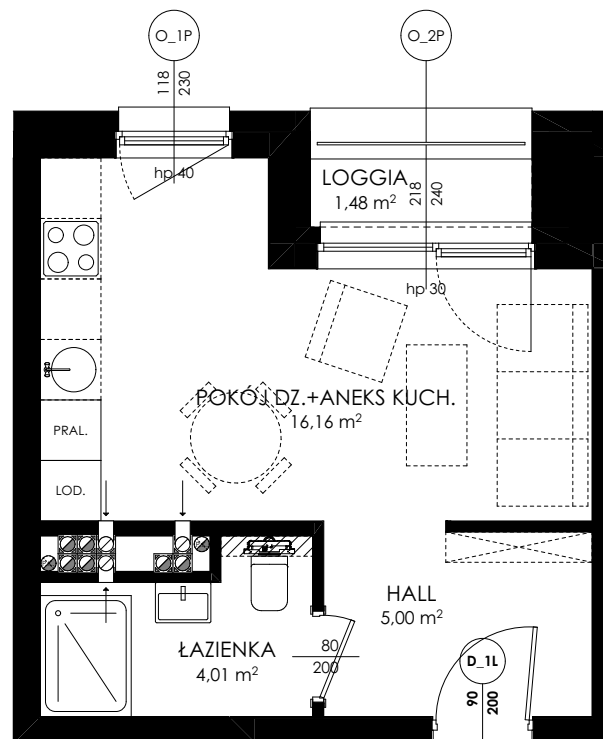 O_1P
O_2P
118
230
hp 40
LOGGIA
1,48 m²
218
240
hp 30
POKÓJ DZ.+ANEKS KUCH.
16,16 m²
PRAL.
LOD.
HALL
5,00 m²
ŁAZIENKA
4,01 m²
80
200
D_1L
90
200